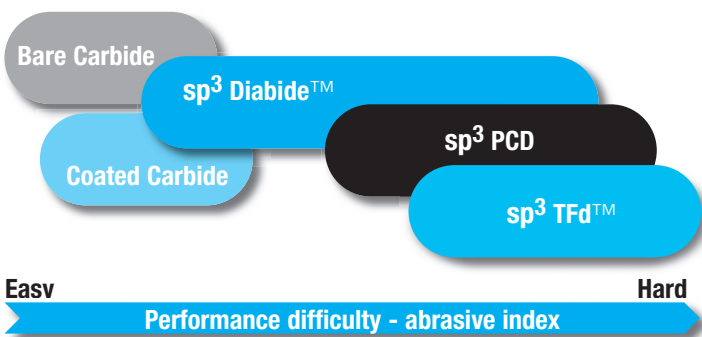 Bare Carbide
sp³ Diabide™
sp³ PCD
Coated Carbide
sp³ TFd™
Easy
Hard
Performance difficulty - abrasive index